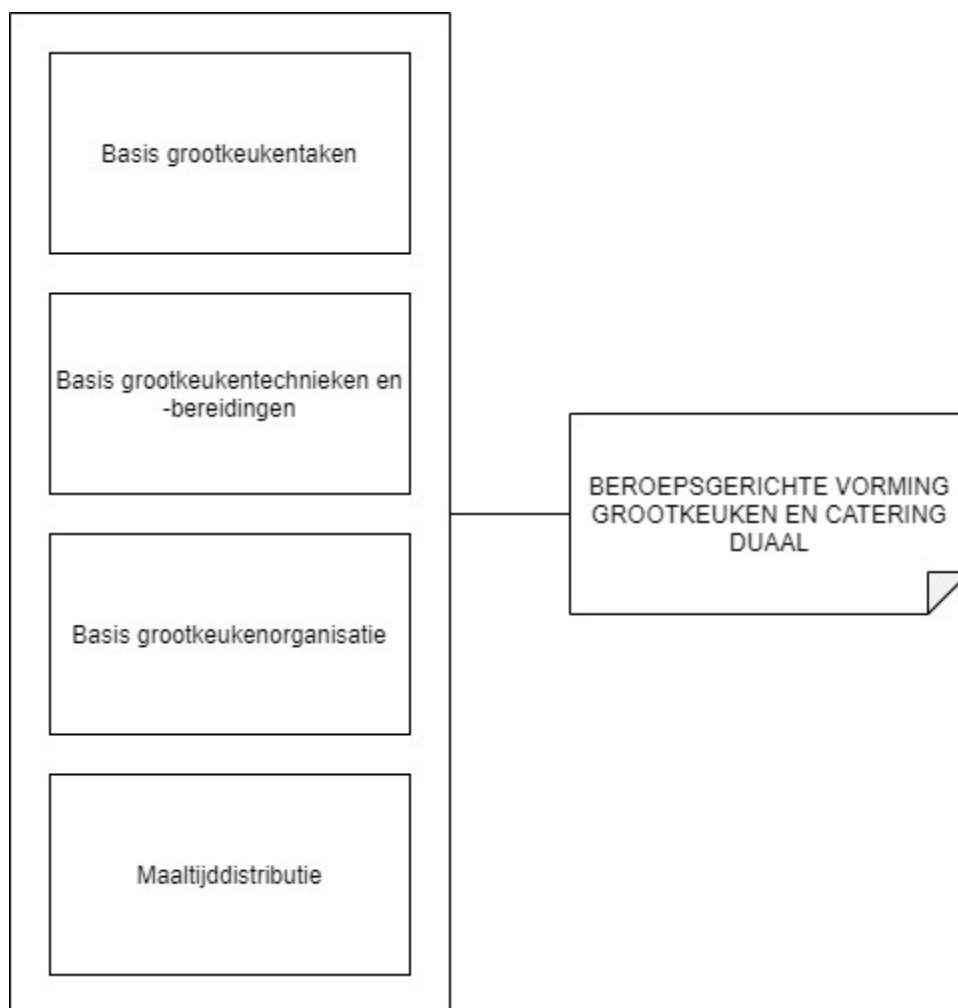 Basis grootkeukentaken
Basis grootkeukentechnieken en
-bereidingen
Basis grootkeukenorganisatie
Maaltijddistributie
BEROEPSGERICHTE VORMING
GROOTKEUKEN EN CATERING
DUAAL